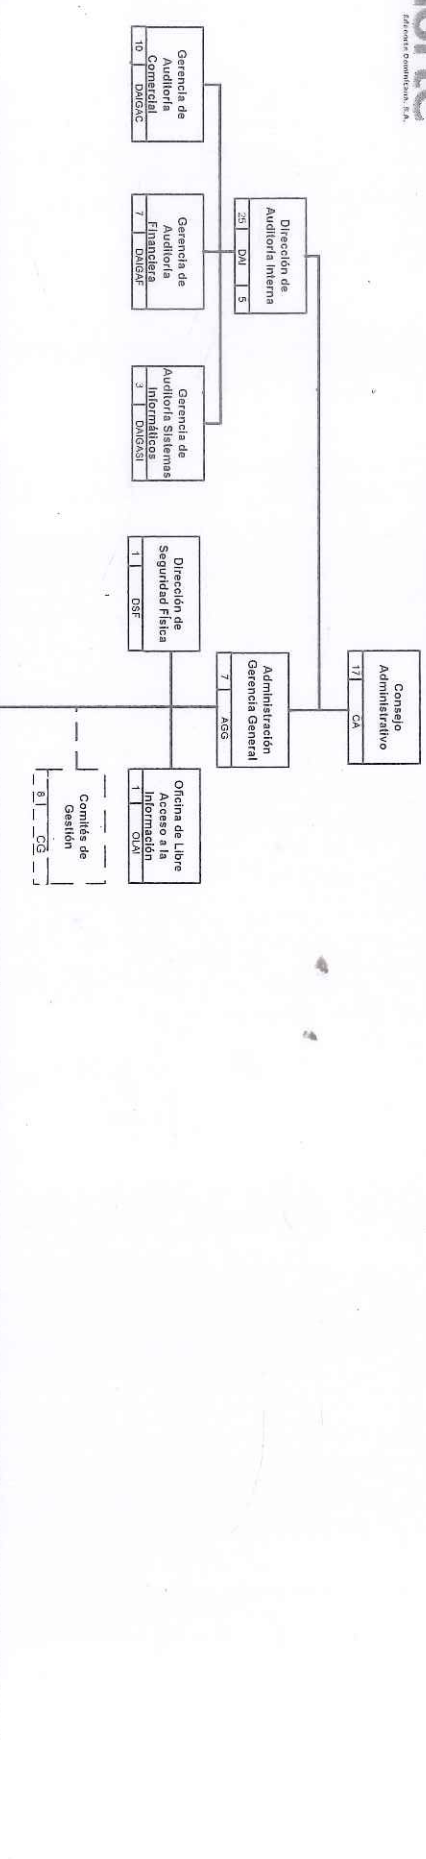 Edenorte Dominicana, S.A.
Consejo
Administrativo
17 CA
Dirección de
Auditoría Interna
25 DAI 5
Administración
Gerencia General
7 AGG
Gerencia de
Auditoría
Comercial
10 DAIGAC
Gerencia de
Auditoría
Financiera
7 DAIGAF
Gerencia de
Auditoría Sistemas
Informáticos
3 DAIGASI
Dirección de
Seguridad Física
1 DSF
Oficina de Libre
Acceso a la
Información
1 OLAI
Comités de
Gestión
8 CG